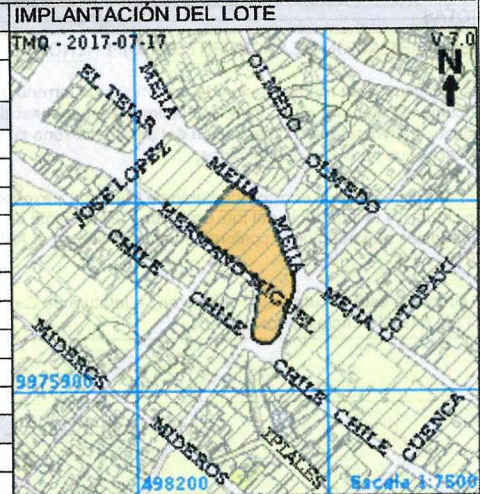 IMPLANTACIÓN DEL LOTE
TMQ - 2017-07-17
V 7.0
N
EL TEJAR
MEJIA
OLMEDO
JOSE LOPEZ
MEJIA
OLMEDO
HERMANO MIGUEL
MEJIA
CHILE
CHILE
MEJIA
COTOPAXI
MIDEROS
9975900
CHILE
CHILE
CUENCA
MIDEROS
IPIALES
498200
Escala 1:7500